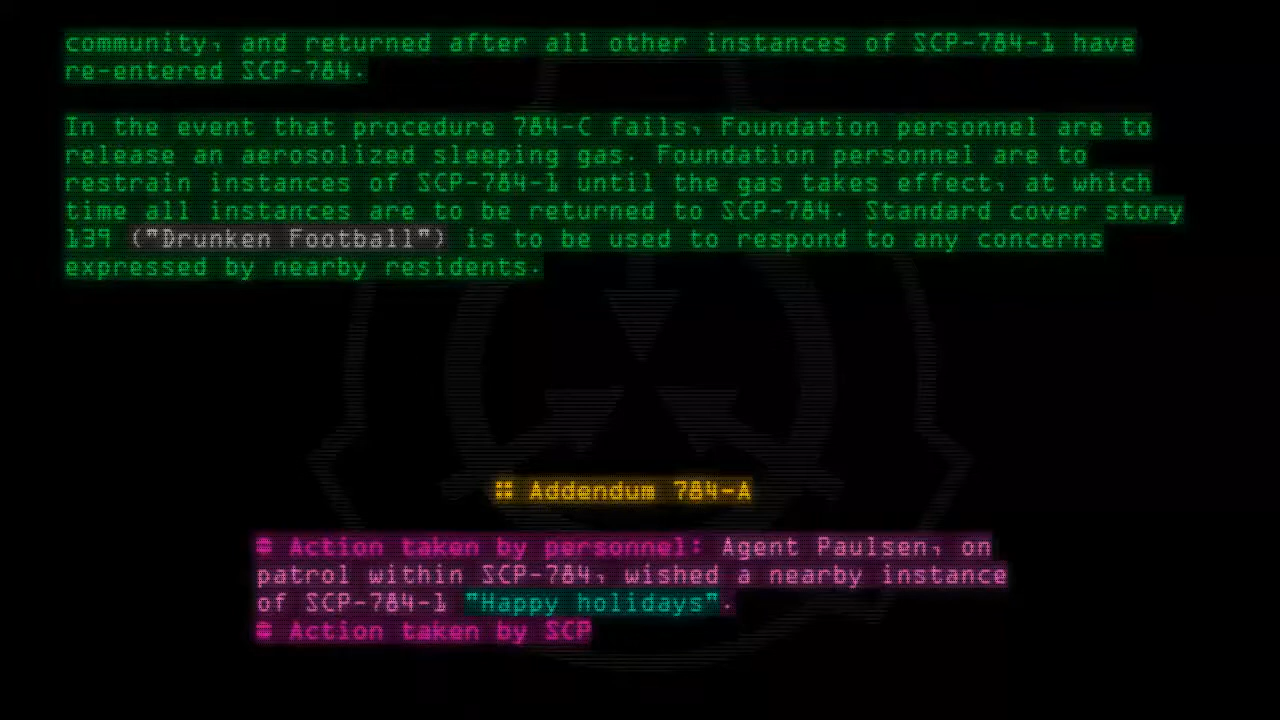 community, and returned after all other instances of SCP-784-1 have
re-entered SCP-784.
In the event that procedure 784-C fails, Foundation personnel are to
release an aerosolized sleeping gas. Foundation personnel are to
restrain instances of SCP-784-1 until the gas takes effect, at which
time all instances are to be returned to SCP-784. Standard cover story
139 ("Drunken Football") is to be used to respond to any concerns
expressed by nearby residents.
⠿ Addendum 784-A
■ Action taken by personnel: Agent Paulsen, on
patrol within SCP-784, wished a nearby instance
of SCP-784-1 "Happy holidays".
■ Action taken by SCP